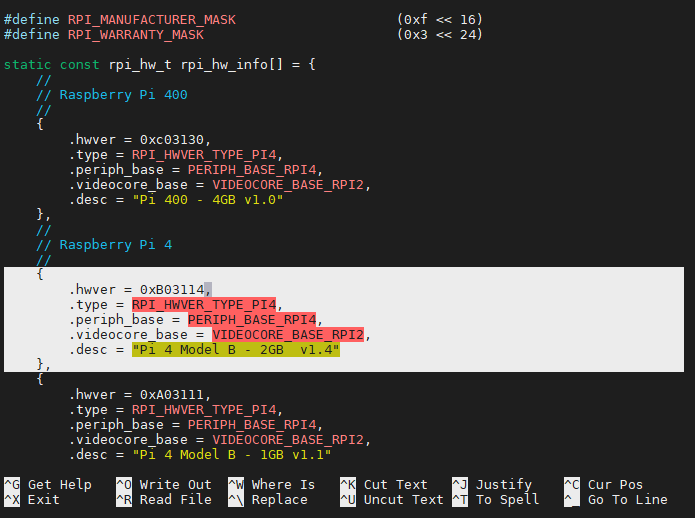 #define RPI_MANUFACTURER_MASK                    (0xf << 16)
#define RPI_WARRANTY_MASK                        (0x3 << 24)
static const rpi_hw_t rpi_hw_info[] = {
    //
    // Raspberry Pi 400
    //
    {
        .hwver = 0xc03130,
        .type = RPI_HWVER_TYPE_PI4,
        .periph_base = PERIPH_BASE_RPI4,
        .videocore_base = VIDEOCORE_BASE_RPI2,
        .desc = "Pi 400 - 4GB v1.0"
    },
    //
    // Raspberry Pi 4
    //
    {
        .hwver = 0xB03114,
        .type = RPI_HWVER_TYPE_PI4,
        .periph_base = PERIPH_BASE_RPI4,
        .videocore_base = VIDEOCORE_BASE_RPI2,
        .desc = "Pi 4 Model B - 2GB  v1.4"
    },
    {
        .hwver = 0xA03111,
        .type = RPI_HWVER_TYPE_PI4,
        .periph_base = PERIPH_BASE_RPI4,
        .videocore_base = VIDEOCORE_BASE_RPI2,
        .desc = "Pi 4 Model B - 1GB v1.1"
^G Get Help   ^O Write Out  ^W Where Is   ^K Cut Text   ^J Justify    ^C Cur Pos
^X Exit       ^R Read File  ^\ Replace    ^U Uncut Text ^T To Spell   ^_ Go To Line